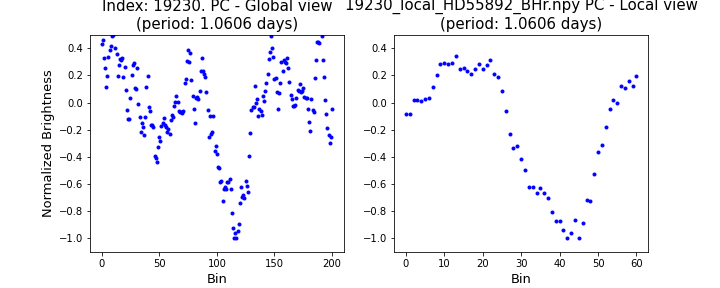 Index: 19230. PC - Global view
(period: 1.0606 days)
19230_local_HD55892_BHr.npy PC - Local view
(period: 1.0606 days)
Normalized Brightness
0.4
0.2
0.0
−0.2
−0.4
−0.6
−0.8
−1.0
0 50 100 150 200
Bin
0.4
0.2
0.0
−0.2
−0.4
−0.6
−0.8
−1.0
0 10 20 30 40 50 60
Bin